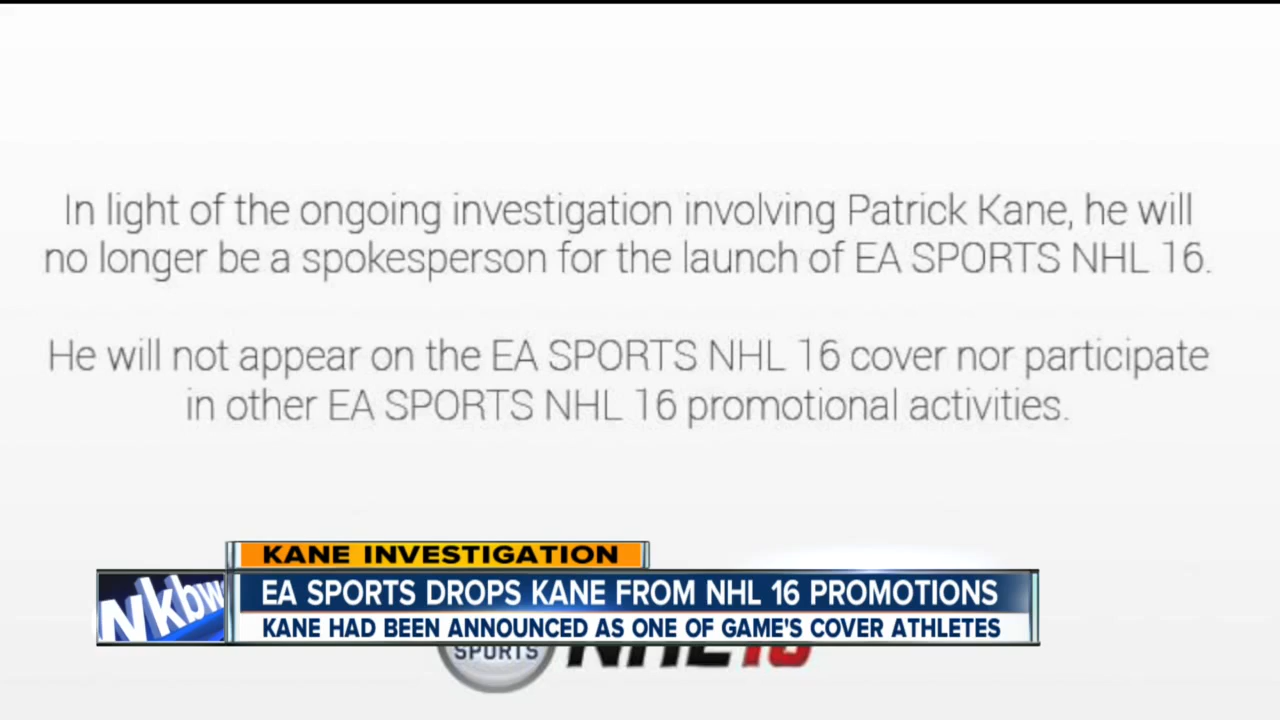 In light of the ongoing investigation involving Patrick Kane, he will
no longer be a spokesperson for the launch of EA SPORTS NHL 16.
He will not appear on the EA SPORTS NHL 16 cover nor participate
in other EA SPORTS NHL 16 promotional activities.
KANE INVESTIGATION
EA SPORTS DROPS KANE FROM NHL 16 PROMOTIONS
KANE HAD BEEN ANNOUNCED AS ONE OF GAME'S COVER ATHLETES
wkbw
SPORTS NHL 16